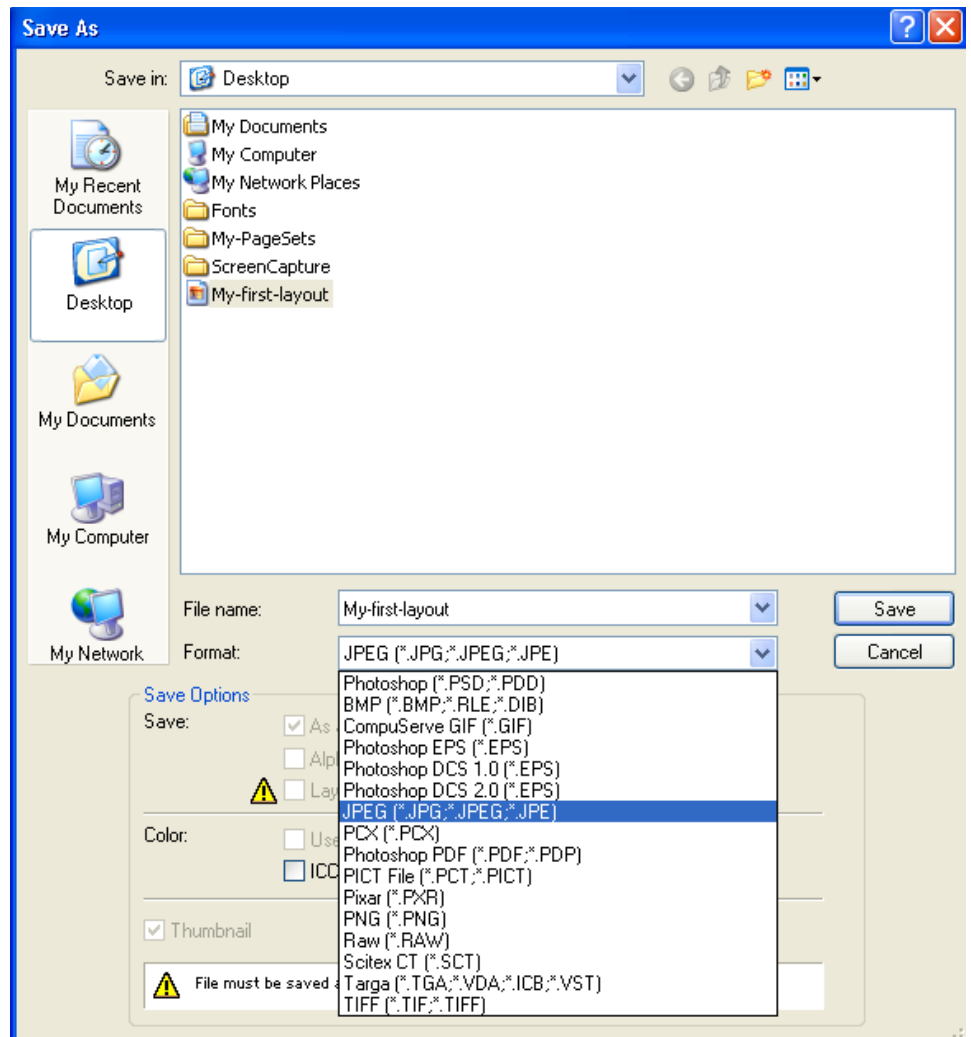 Save As
Save in: Desktop
My Recent
Documents
Desktop
My Documents
My Computer
My Network
My Documents
My Computer
My Network Places
Fonts
My-PageSets
ScreenCapture
My-first-layout
File name: My-first-layout Save
Format: JPEG (*.JPG;*.JPEG;*.JPE) Cancel
Photoshop (*.PSD;*.PDD)
BMP (*.BMP;*.RLE;*.DIB)
CompuServe GIF (*.GIF)
Photoshop EPS (*.EPS)
Photoshop DCS 1.0 (*.EPS)
Photoshop DCS 2.0 (*.EPS)
JPEG (*.JPG;*.JPEG;*.JPE)
PCX (*.PCX)
Photoshop PDF (*.PDF;*.PDP)
PICT File (*.PCT;*.PICT)
Pixar (*.PXR)
PNG (*.PNG)
Raw (*.RAW)
Scitex CT (*.SCT)
Targa (*.TGA;*.VDA;*.ICB;*.VST)
TIFF (*.TIF;*.TIFF)
Save Options
Save: As
Color:
ICC
Thumbnail
File must be saved